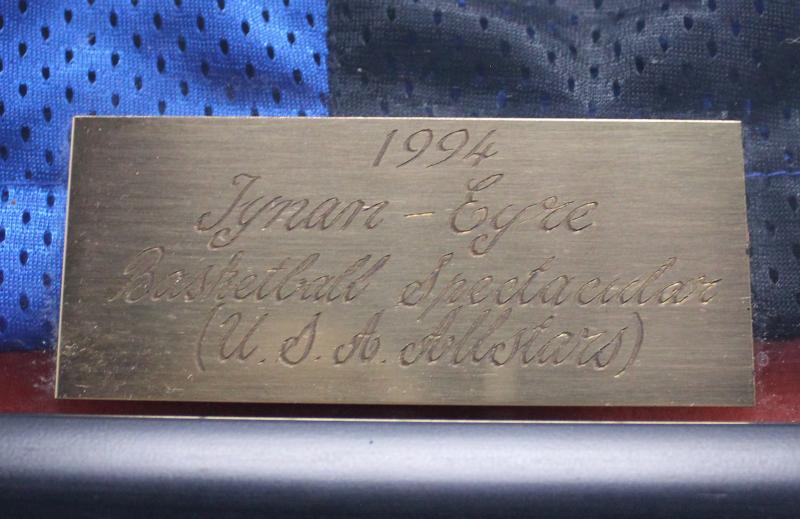 1994
Tynan - Eyre
Basketball Spectacular
(U.S.A. Allstars)